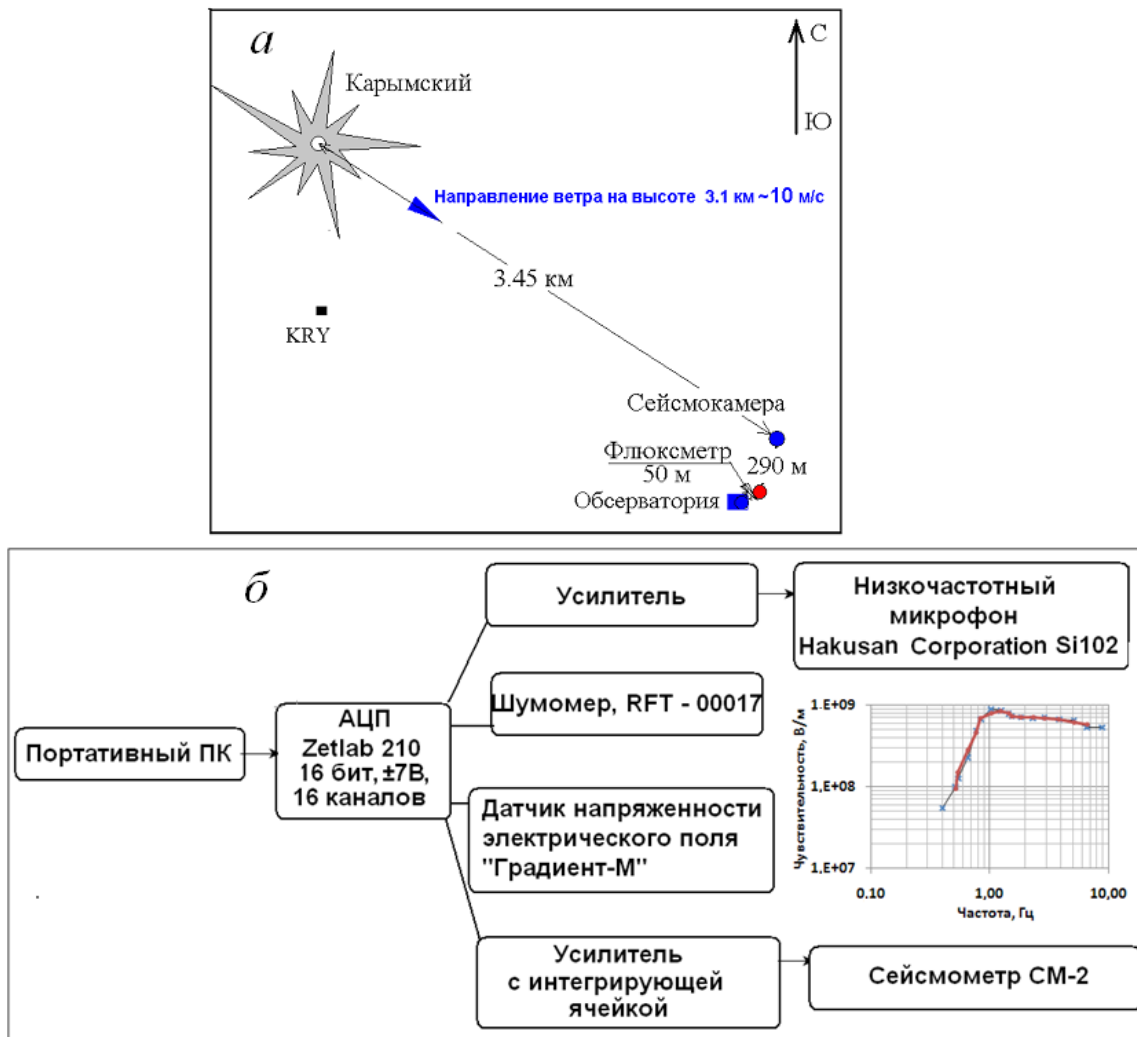 а
С
Карымский
Ю
Направление ветра на высоте 3.1 км ~10 м/с
3.45 км
KRY
Сейсмокамера
Флюксметр
290 м
50 м
Обсерватория
б
Усилитель
Низкочастотный
микрофон
Hakusan Corporation Si102
Шумомер, RFT - 00017
Портативный ПК
АЦП
Zetlab 210
16 бит, ±7В,
16 каналов
Датчик напряженности
электрического поля
"Градиент-М"
Чувствительность, В/м
1.E+09
1,E+08
1,E+07
0.10
1,00
10,00
Частота, Гц
Усилитель
с интегрирующей
ячейкой
Сейсмометр СМ-2